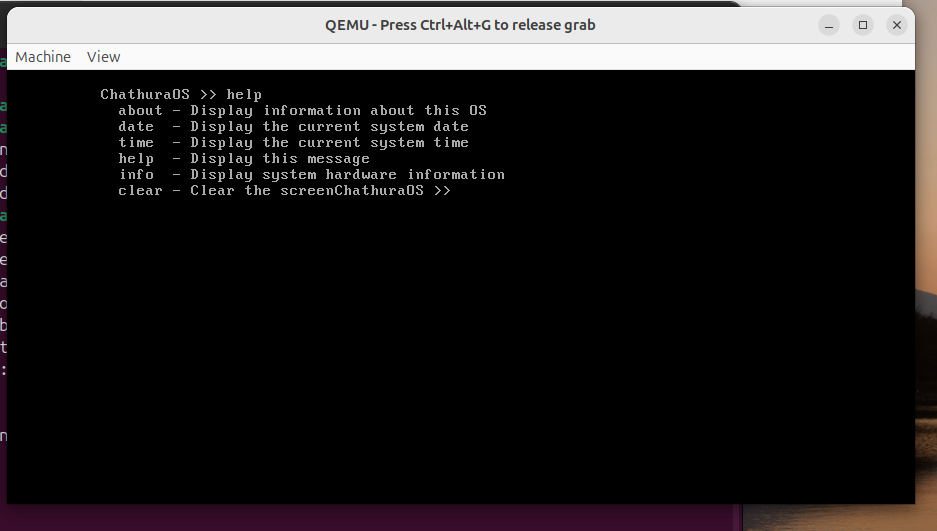 QEMU - Press Ctrl+Alt+G to release grab
Machine View
ChathuraOS >> help
about - Display information about this OS
date - Display the current system date
time - Display the current system time
help - Display this message
info - Display system hardware information
clear - Clear the screenChathuraOS >>